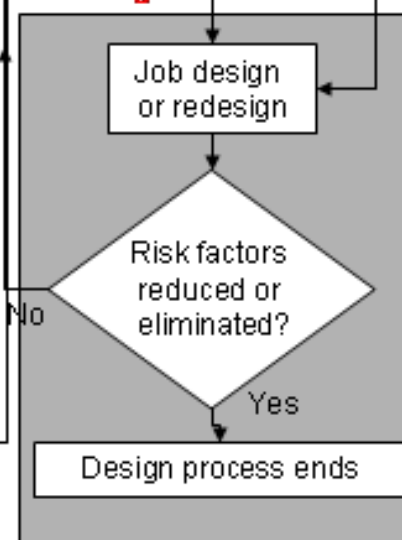 Job design
or redesign
Risk factors
reduced or
eliminated?
No
Yes
Design process ends